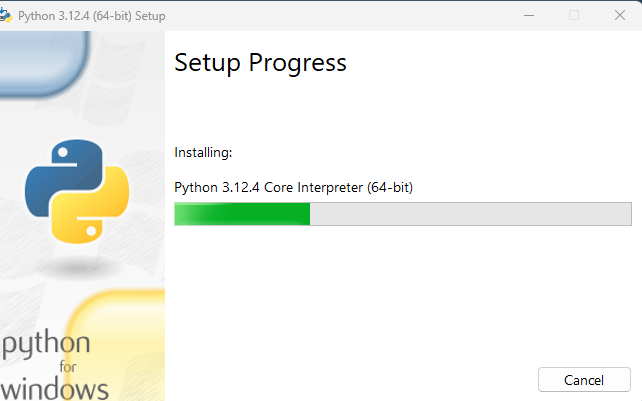 Python 3.12.4 (64-bit) Setup
Setup Progress
Installing:
Python 3.12.4 Core Interpreter (64-bit)
python
for
windows
Cancel